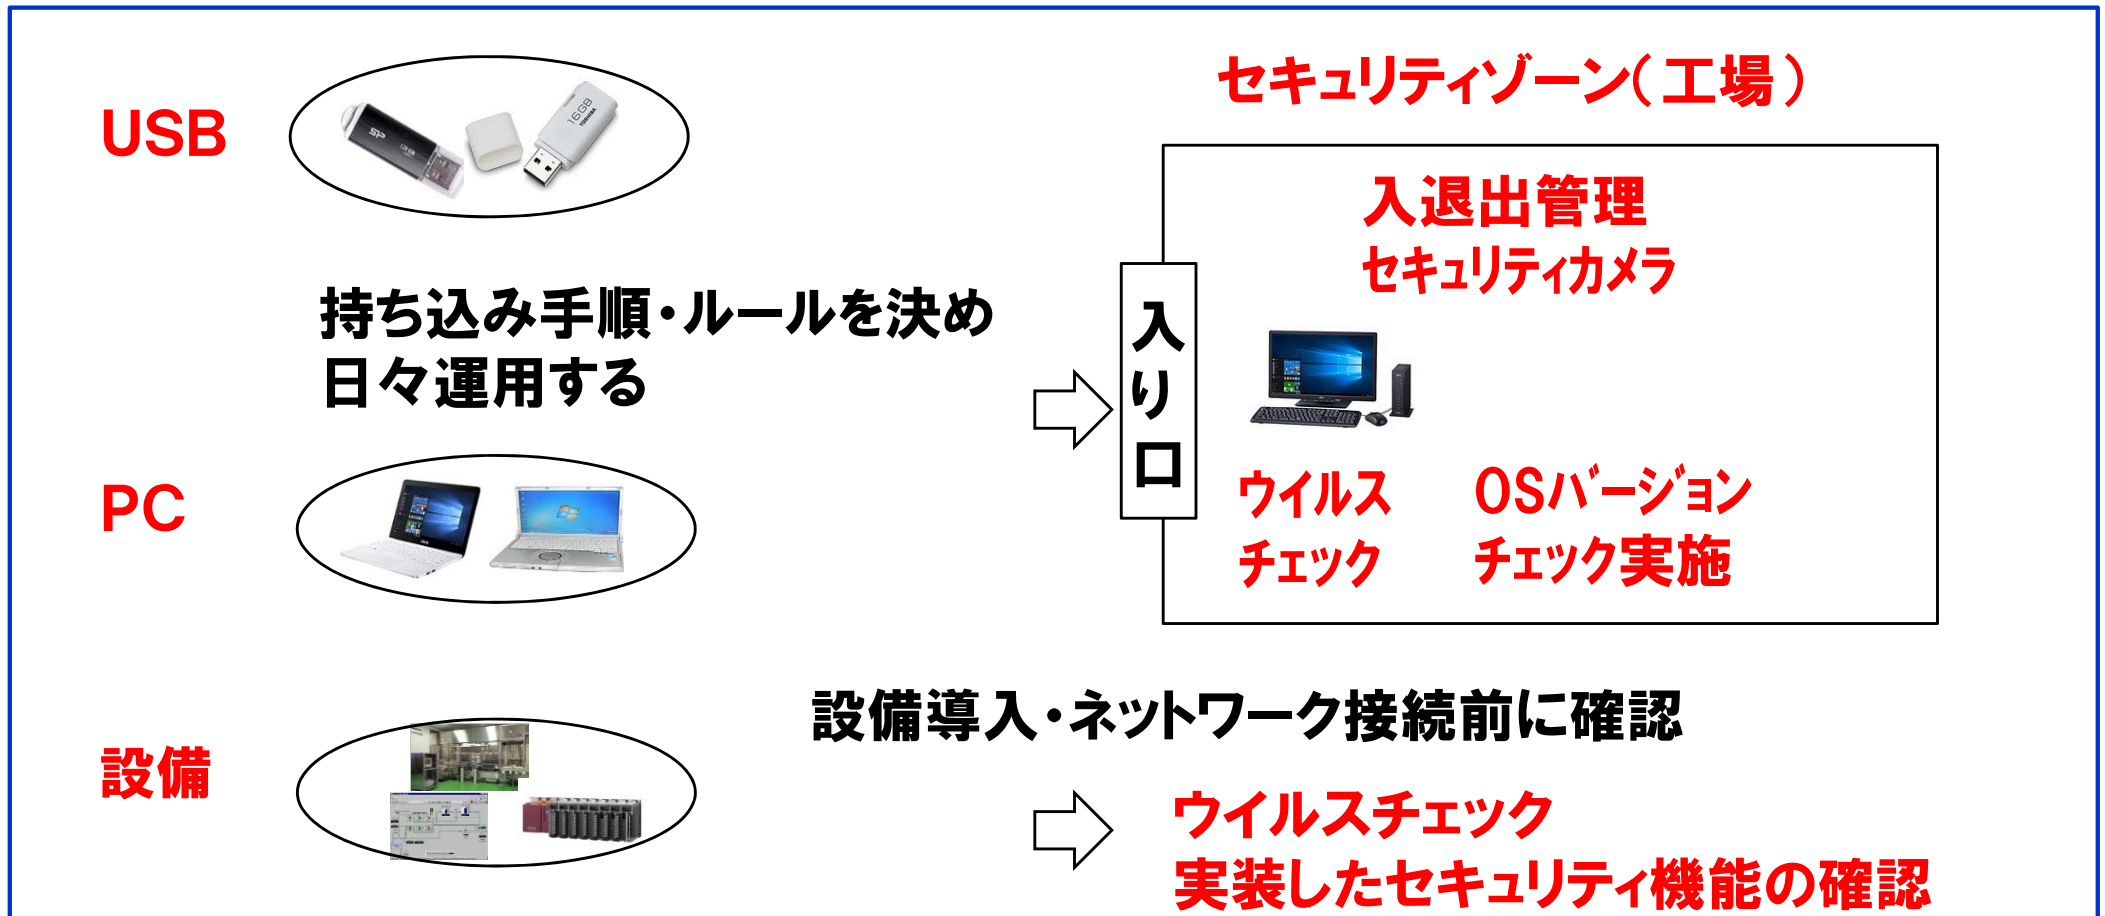 USB
16GB
TOSHIBA
SP
持ち込み手順・ルールを決め
日々運用する
PC
設備
セキュリティゾーン(工場)
入退出管理
セキュリティカメラ
入り口
ウイルス
チェック
OSバージョン
チェック実施
設備導入・ネットワーク接続前に確認
ウイルスチェック
実装したセキュリティ機能の確認